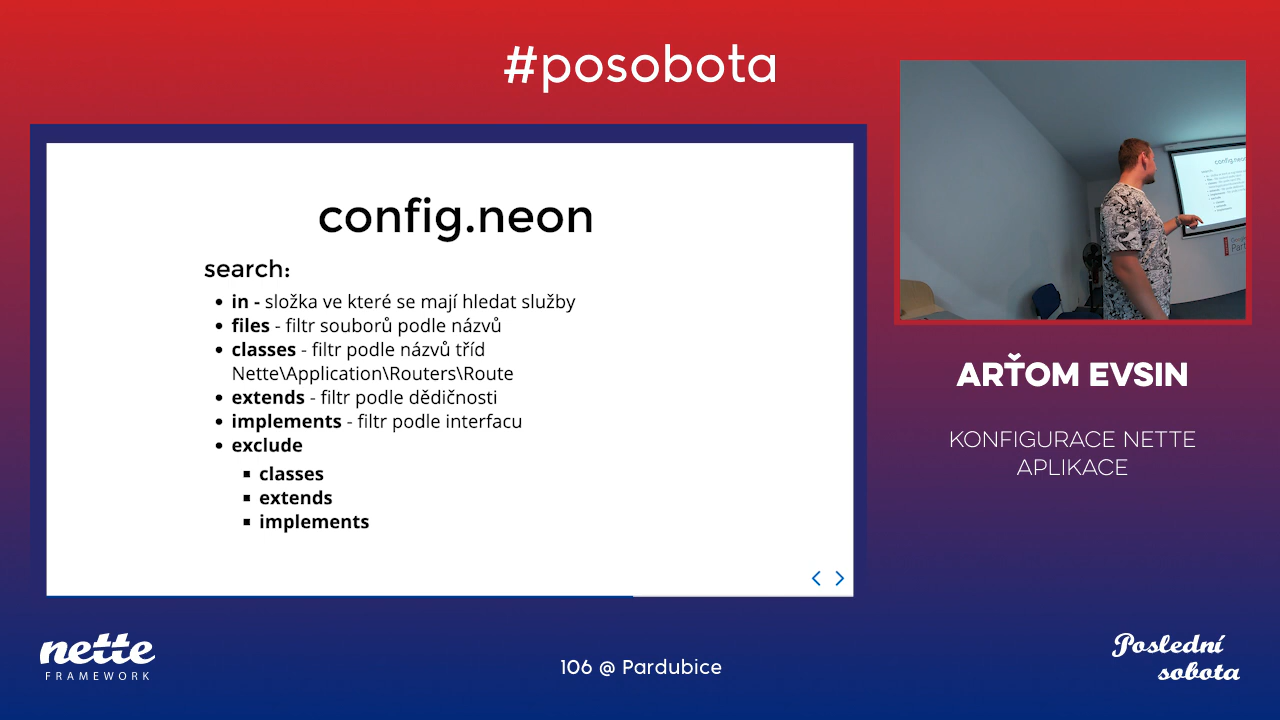 #posobota
config.neon
search:
in - složka ve které se mají hledat služby
files - filtr souborů podle názvů
classes - filtr podle názvů tříd
Nette\Application\Routers\Route
extends - filtr podle dědičnosti
implements - filtr podle interfacu
exclude
classes
extends
implements
config.neon
ARŤOM EVSIN
KONFIGURACE NETTE
APLIKACE
nette
FRAMEWORK
106 @ Pardubice
Poslední
sobota